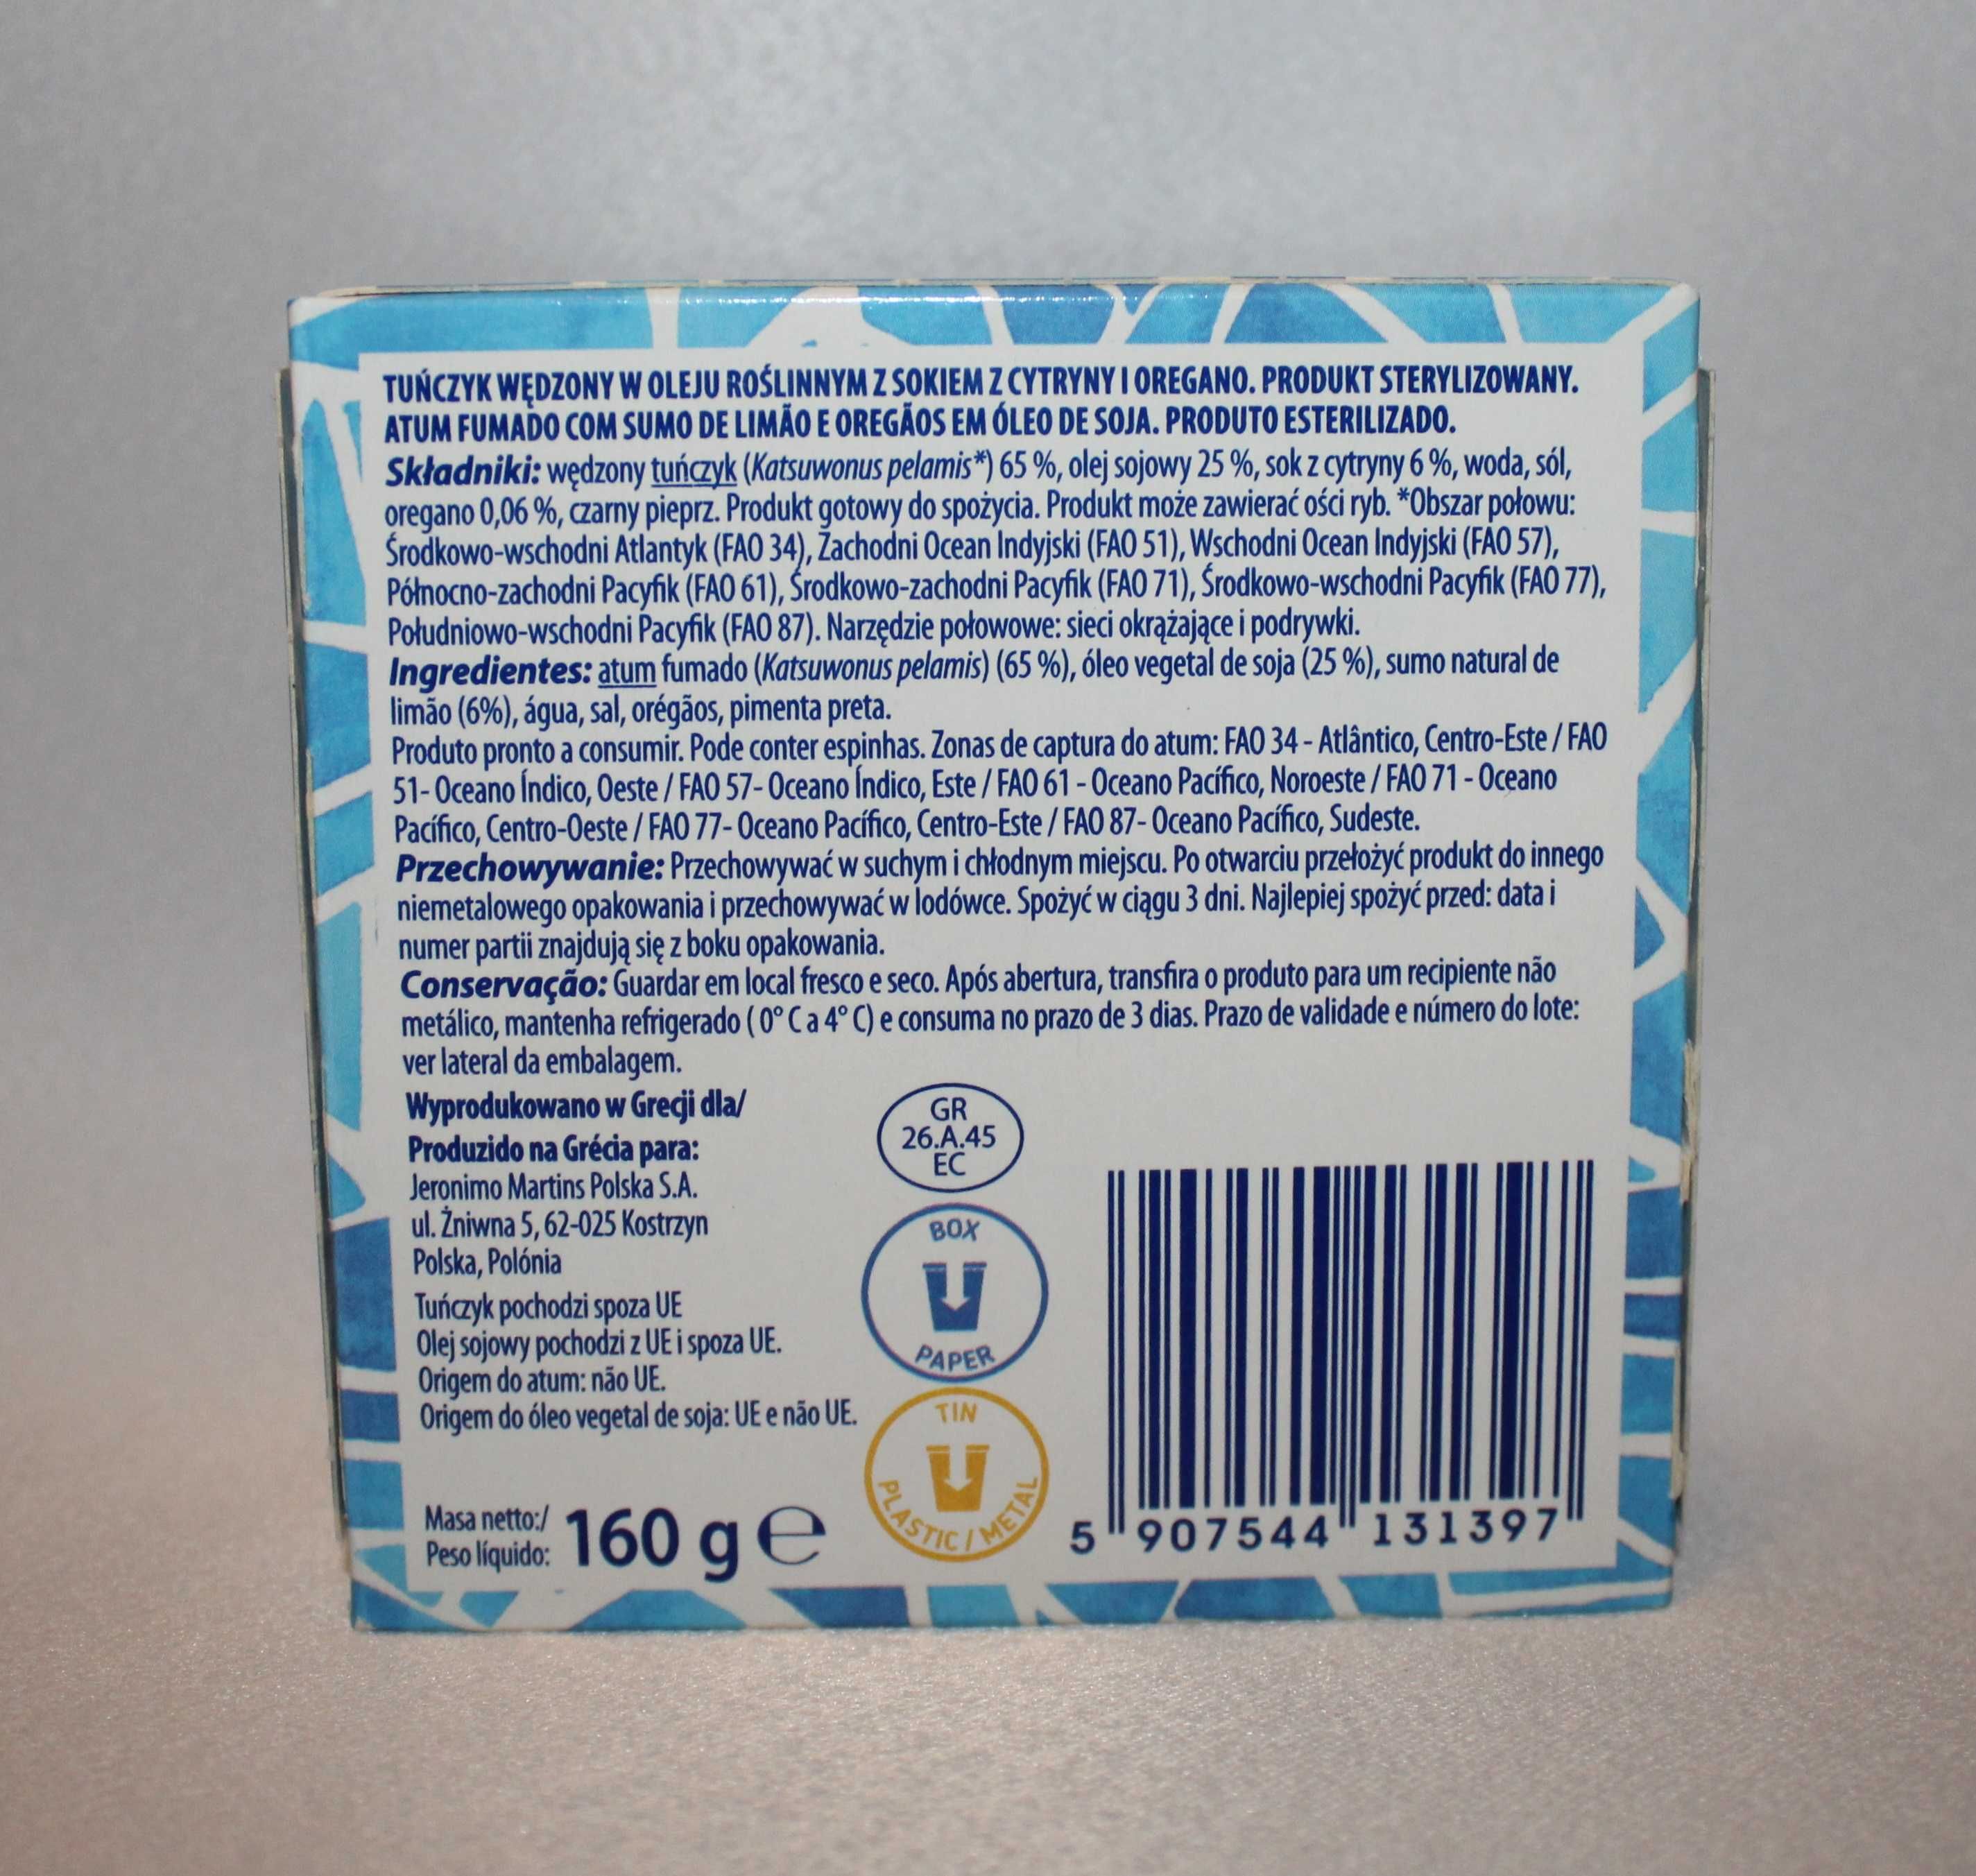 TUŃCZYK WĘDZONY W OLEJU ROŚLINNYM Z SOKIEM Z CYTRYNY I OREGANO. PRODUKT STERYLIZOWANY.
ATUM FUMADO COM SUMO DE LIMÃO E OREGÃOS EM ÓLEO DE SOJA. PRODUTO ESTERILIZADO.
Składniki: wędzony tuńczyk (Katsuwonus pelamis*) 65 %, olej sojowy 25 %, sok z cytryny 6 %, woda, sól,
oregano 0,06 %, czarny pieprz. Produkt gotowy do spożycia. Produkt może zawierać ości ryb. *Obszar połowu:
Środkowo-wschodni Atlantyk (FAO 34), Zachodni Ocean Indyjski (FAO 51), Wschodni Ocean Indyjski (FAO 57),
Północno-zachodni Pacyfik (FAO 61), Środkowo-zachodni Pacyfik (FAO 71), Środkowo-wschodni Pacyfik (FAO 77),
Południowo-wschodni Pacyfik (FAO 87). Narzędzie połowowe: sieci okrążające i podrywki.
Ingredientes: atum fumado (Katsuwonus pelamis) (65 %), óleo vegetal de soja (25 %), sumo natural de
limão (6%), água, sal, orégãos, pimenta preta.
Produto pronto a consumir. Pode conter espinhas. Zonas de captura do atum: FAO 34 - Atlântico, Centro-Este / FAO
51- Oceano Índico, Oeste / FAO 57- Oceano Índico, Este / FAO 61 - Oceano Pacífico, Noroeste / FAO 71 - Oceano
Pacífico, Centro-Oeste / FAO 77- Oceano Pacífico, Centro-Este / FAO 87- Oceano Pacífico, Sudeste.
Przechowywanie: Przechowywać w suchym i chłodnym miejscu. Po otwarciu przełożyć produkt do innego
niemetalowego opakowania i przechowywać w lodówce. Spożyć w ciągu 3 dni. Najlepiej spożyć przed: data i
numer partii znajdują się z boku opakowania.
Conservação: Guardar em local fresco e seco. Após abertura, transfira o produto para um recipiente não
metálico, mantenha refrigerado ( 0° C a 4° C) e consuma no prazo de 3 dias. Prazo de validade e número do lote:
ver lateral da embalagem.
Wyprodukowano w Grecji dla/
Produzido na Grécia para:
Jeronimo Martins Polska S.A.
ul. Żniwna 5, 62-025 Kostrzyn
Polska, Polónia
Tuńczyk pochodzi spoza UE
Olej sojowy pochodzi z UE i spoza UE.
Origem do atum: não UE.
Origem do óleo vegetal de soja: UE e não UE.
Masa netto:/
Peso líquido:
160 g ℮
GR
26.A.45
EC
BOX
PAPER
TIN
PLASTIC / METAL
5 907544 131397